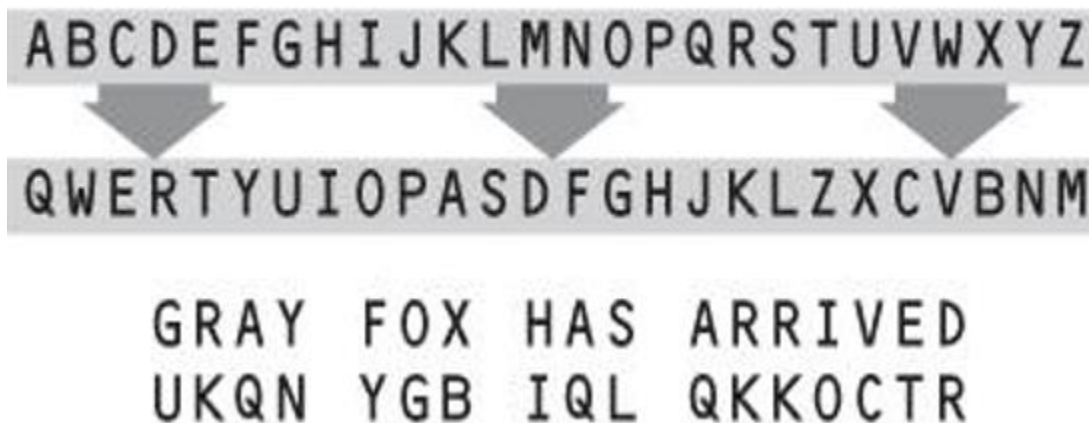 ABCDEFGHIJKLMNOPQRSTUVWXYZ
QWERTYUIOPASDFGHJKLZXCVBNM
GRAY FOX HAS ARRIVED
UKQN YGB IQL QKKOCTR